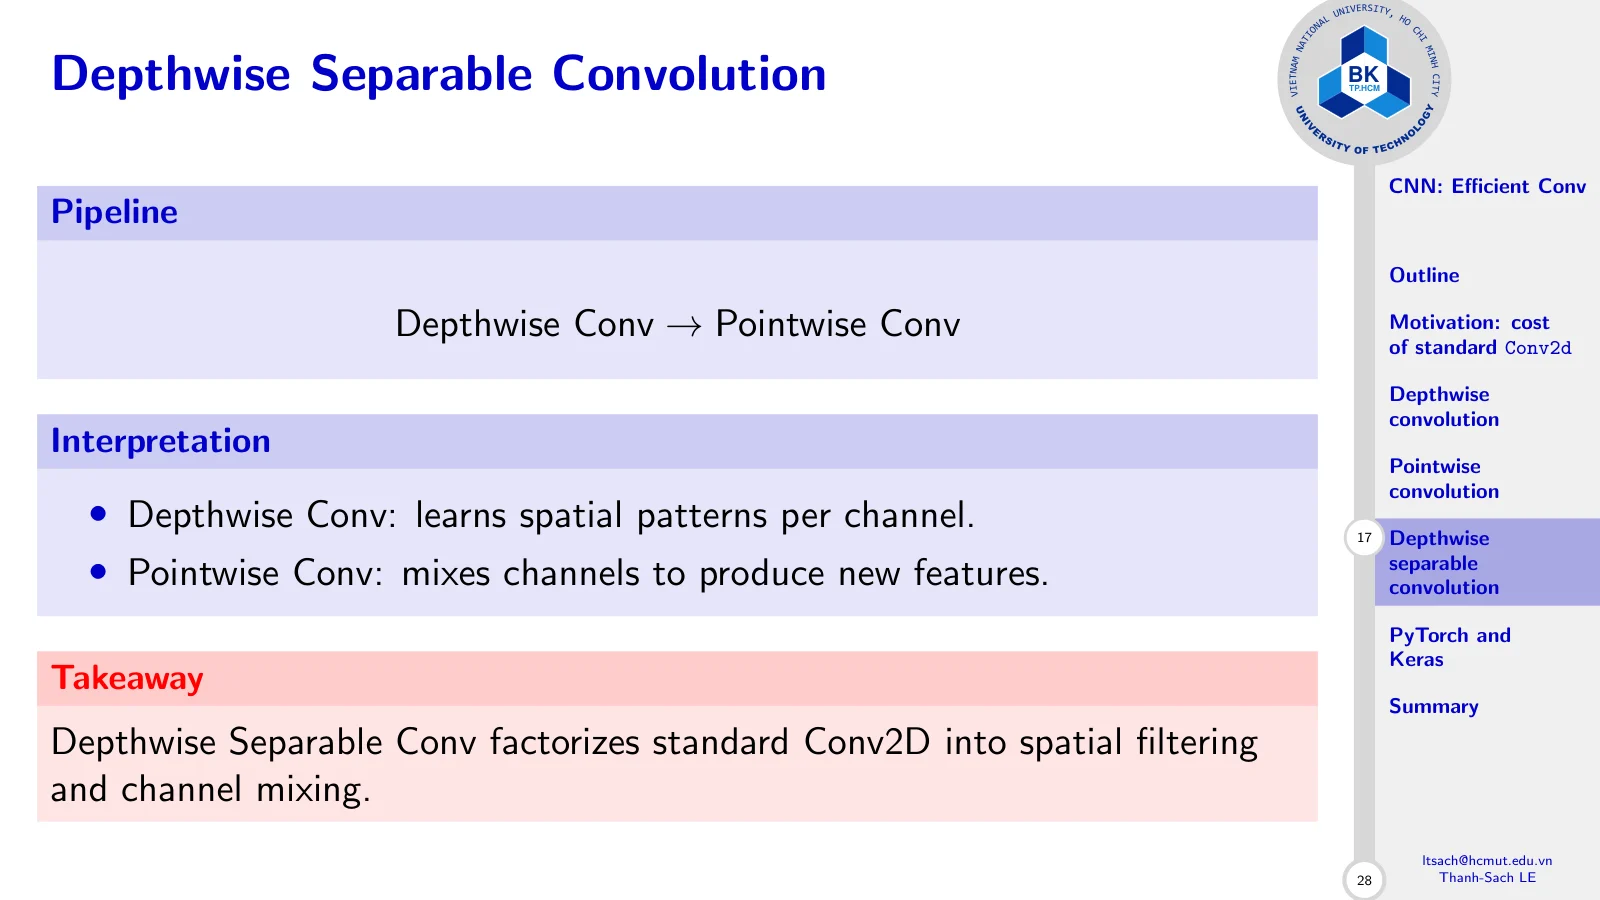 Depthwise Separable Convolution
VIETNAM NATIONAL UNIVERSITY, HO CHI MINH CITY
BK
TP.HCM
UNIVERSITY OF TECHNOLOGY
Pipeline
Depthwise Conv → Pointwise Conv
Interpretation
• Depthwise Conv: learns spatial patterns per channel.
• Pointwise Conv: mixes channels to produce new features.
Takeaway
Depthwise Separable Conv factorizes standard Conv2D into spatial filtering
and channel mixing.
CNN: Efficient Conv
Outline
Motivation: cost
of standard Conv2d
Depthwise
convolution
Pointwise
convolution
17
Depthwise
separable
convolution
PyTorch and
Keras
Summary
ltsach@hcmut.edu.vn
Thanh-Sach LE
28